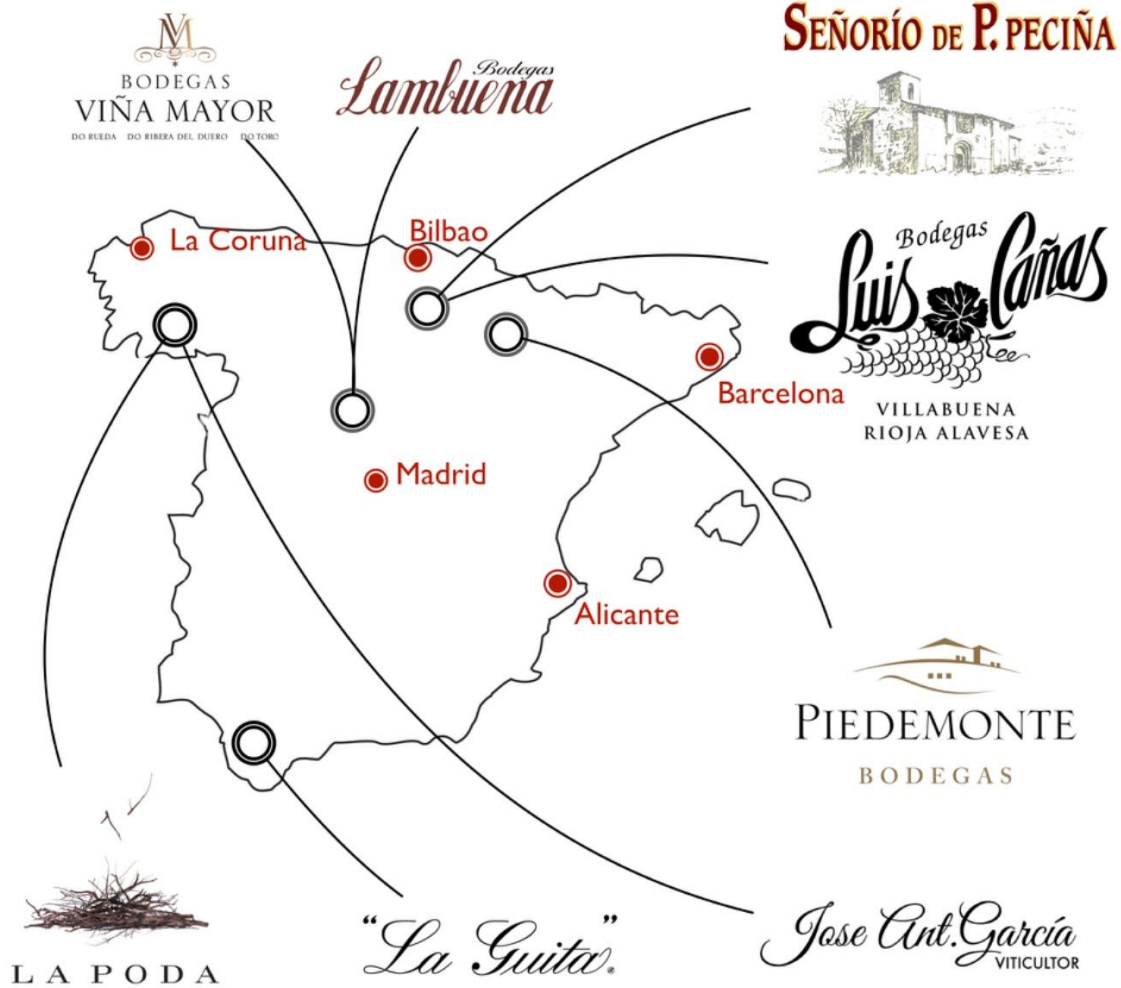 VM
BODEGAS
VIÑA MAYOR
DO RUEDA DO RIBERA DEL DUERO DO TORO
Bodegas
Lambuena
SEÑORÍO DE P. PECIÑA
La Coruna
Bilbao
Bodegas
Luis Cañas
VILLABUENA
RIOJA ALAVESA
Barcelona
Madrid
Alicante
PIEDEMONTE
BODEGAS
LA PODA
"La Guita"®
Jose Ant. García
VITICULTOR